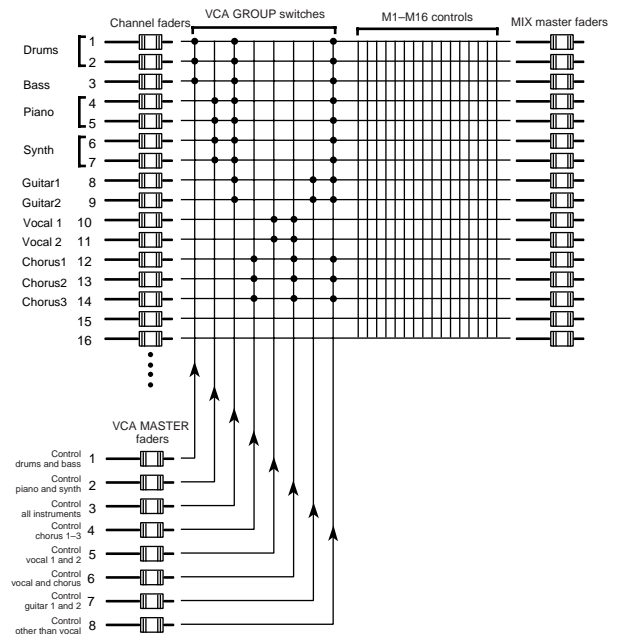 Channel faders
VCA GROUP switches
M1–M16 controls
MIX master faders
Drums
1
2
Bass 3
Piano
4
5
Synth
6
7
Guitar1 8
Guitar2 9
Vocal 1 10
Vocal 2 11
Chorus1 12
Chorus2 13
Chorus3 14
15
16
VCA MASTER
faders
Control
drums and bass 1
Control
piano and synth 2
Control
all instruments 3
Control
chorus 1–3 4
Control
vocal 1 and 2 5
Control
vocal and chorus 6
Control
guitar 1 and 2 7
Control
other than vocal 8